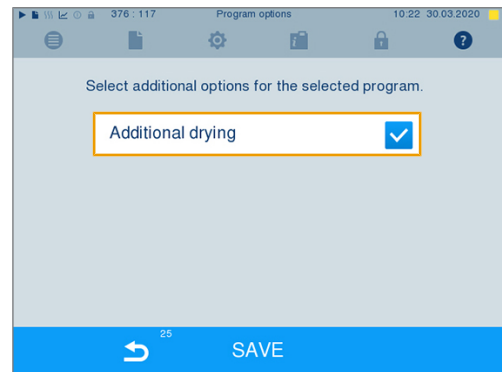 376 : 117 Program options 10:22 30.03.2020
?
Select additional options for the selected program.
Additional drying
25
SAVE